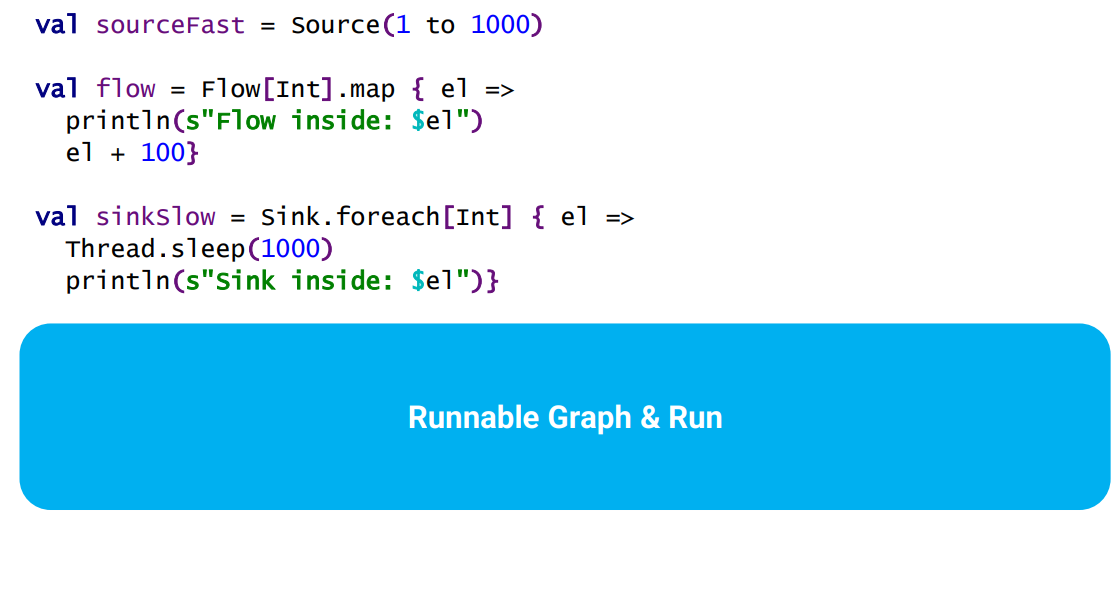 val sourceFast = Source(1 to 1000)
val flow = Flow[Int].map { el =>
println(s"Flow inside: $el")
el + 100}
val sinkSlow = Sink.foreach[Int] { el =>
Thread.sleep(1000)
println(s"Sink inside: $el")}
Runnable Graph & Run